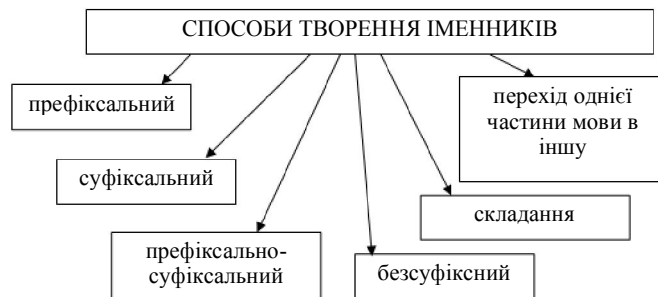 СПОСОБИ ТВОРЕННЯ ІМЕННИКІВ
префіксальний
перехід однієї
частини мови в
іншу
суфіксальний
складання
префіксально-
суфіксальний
безсуфіксний